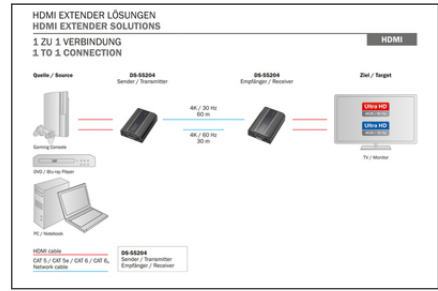 HDMI EXTENDER LÖSUNGEN
HDMI EXTENDER SOLUTIONS
1 ZU 1 VERBINDUNG
1 TO 1 CONNECTION
HDMI
Quelle / Source
DS-55204
Sender / Transmitter
DS-55204
Empfänger / Receiver
Ziel / Target
4K / 30 Hz
60 m
4K / 60 Hz
30 m
Ultra HD
Ultra HD
Gaming Console
TV / Monitor
DVD / Blu-ray Player
PC / Notebook
HDMI cable
CAT 5 / CAT 5e / CAT 6 / CAT 6A
Network cable
DS-55204
Sender / Transmitter
Empfänger / Receiver